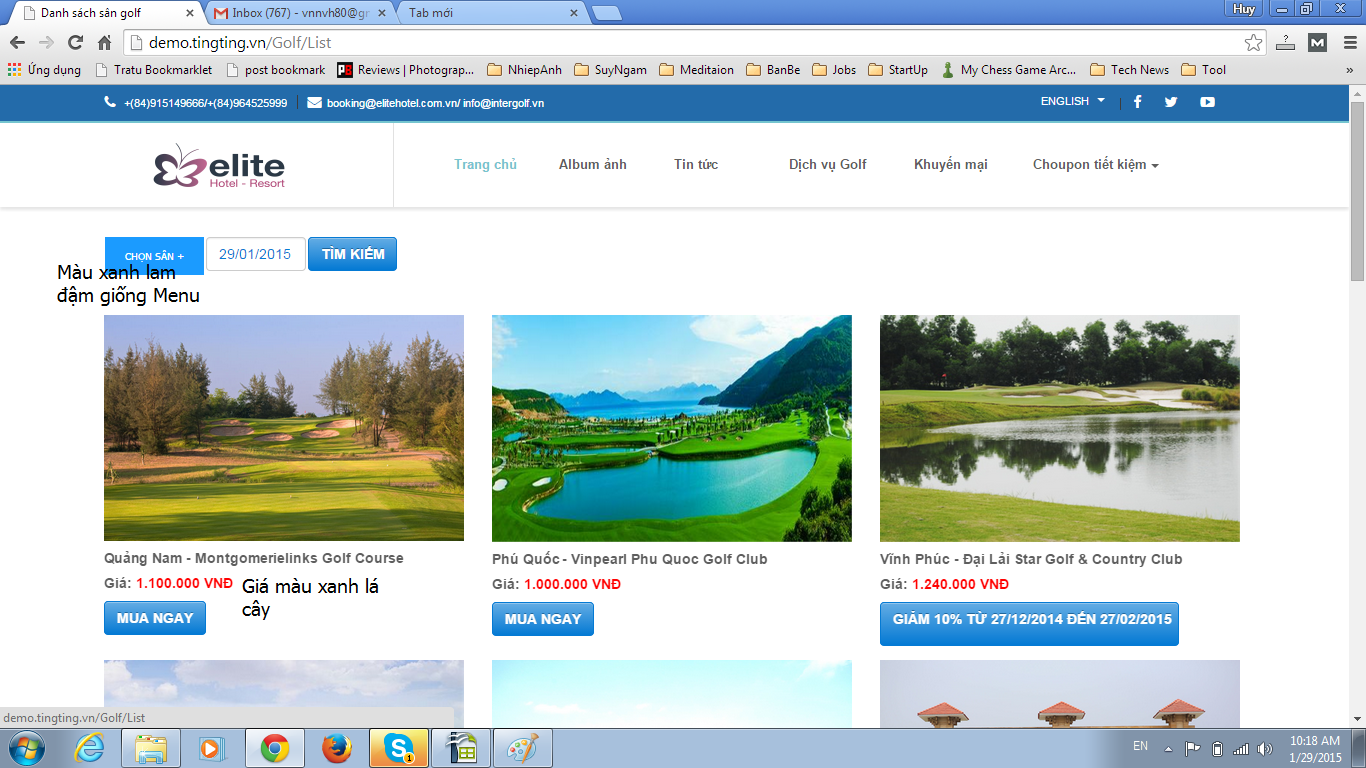 Danh sách sân golf
Inbox (767) - vnnvh80@gr
Tab mới
Huy
demo.tingting.vn/Golf/List
Ứng dụng
Tratu Bookmarklet
post bookmark
Reviews | Photograp...
NhiepAnh
SuyNgam
Meditaion
BanBe
Jobs
StartUp
My Chess Game Arc...
Tech News
Tool
»
+(84)915149666/+(84)964525999
booking@elitehotel.com.vn/ info@intergolf.vn
ENGLISH
elite
Hotel - Resort
Trang chủ
Album ảnh
Tin tức
Dịch vụ Golf
Khuyến mại
Choupon tiết kiệm
CHỌN SÂN +
29/01/2015
TÌM KIẾM
Màu xanh lam
đậm giống Menu
Quảng Nam - Montgomerielinks Golf Course
Giá: 1.100.000 VNĐ
Giá màu xanh lá
cây
MUA NGAY
Phú Quốc - Vinpearl Phu Quoc Golf Club
Giá: 1.000.000 VNĐ
MUA NGAY
Vĩnh Phúc - Đại Lải Star Golf & Country Club
Giá: 1.240.000 VNĐ
GIẢM 10% TỪ 27/12/2014 ĐẾN 27/02/2015
demo.tingting.vn/Golf/List
EN
10:18 AM
1/29/2015